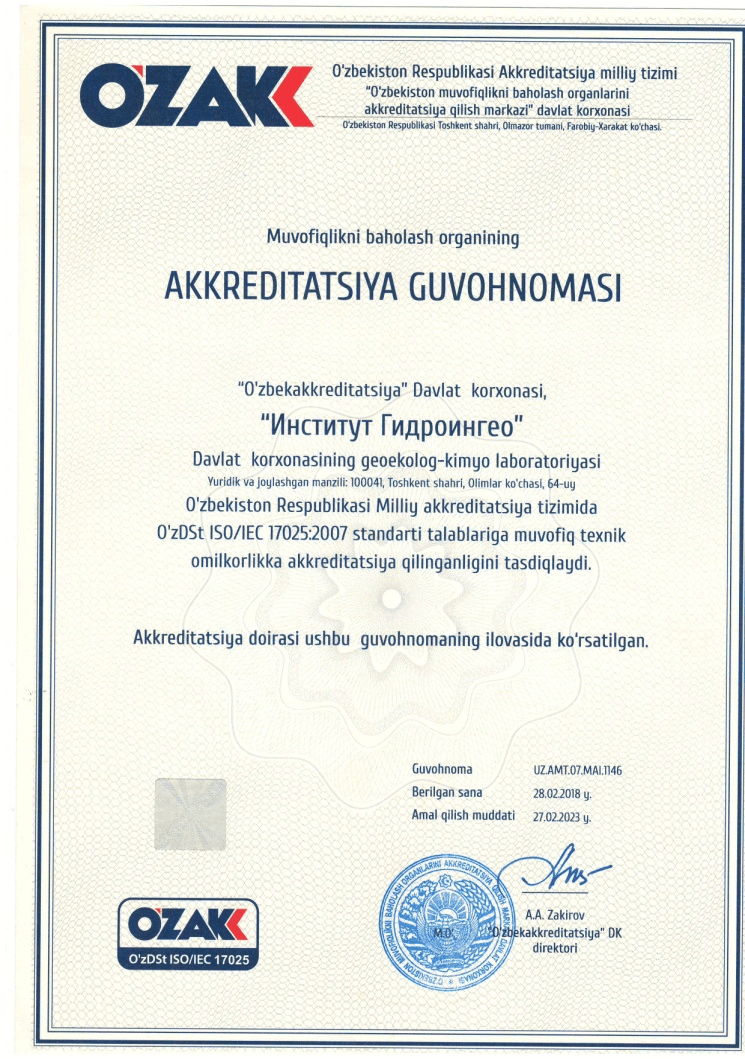 OZAK
O'zbekiston Respublikasi Akkreditatsiya milliy tizimi
"O'zbekiston muvofiqlikni baholash organlarini
akkreditatsiya qilish markazi" davlat korxonasi
O'zbekiston Respublikasi Toshkent shahri, Olmazor tumani, Farobiy-Xarakat ko'chasi.
Muvofiqlikni baholash organining
AKKREDITATSIYA GUVOHNOMASI
"O'zbekakkreditatsiya" Davlat korxonasi,
"Институт Гидроингео"
Davlat korxonasining geoekolog-kimyo laboratoriyasi
Yuridik va joylashgan manzili: 100041, Toshkent shahri, Olimlar ko'chasi, 64-uy
O'zbekiston Respublikasi Milliy akkreditatsiya tizimida
O'zDSt ISO/IEC 17025:2007 standarti talablariga muvofiq texnik
omilkorlikka akkreditatsiya qilinganligini tasdiqlaydi.
Akkreditatsiya doirasi ushbu guvohnomaning ilovasida ko'rsatilgan.
Guvohnoma UZ.AMT.07.MAI.1146
Berilgan sana 28.02.2018 y.
Amal qilish muddati 27.02.2023 y.
O'ZBEKISTON MUVOFIQLIKNI BAHOLASH ORGANLARINI AKKREDITATSIYA QILISH MARKAZI DAVLAT KORXONASI
M.O'.
A.A. Zakirov
"O'zbekakkreditatsiya" DK
direktori
OZAK
O'zDSt ISO/IEC 17025